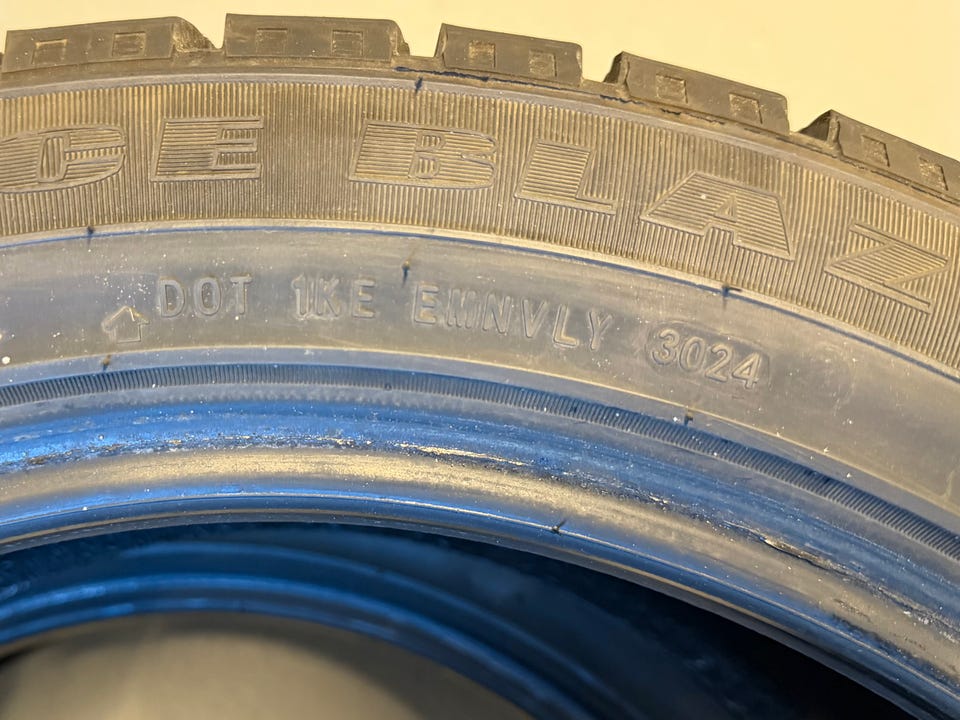 CE BLAZ
DOT 1KE EMNVLY 3024